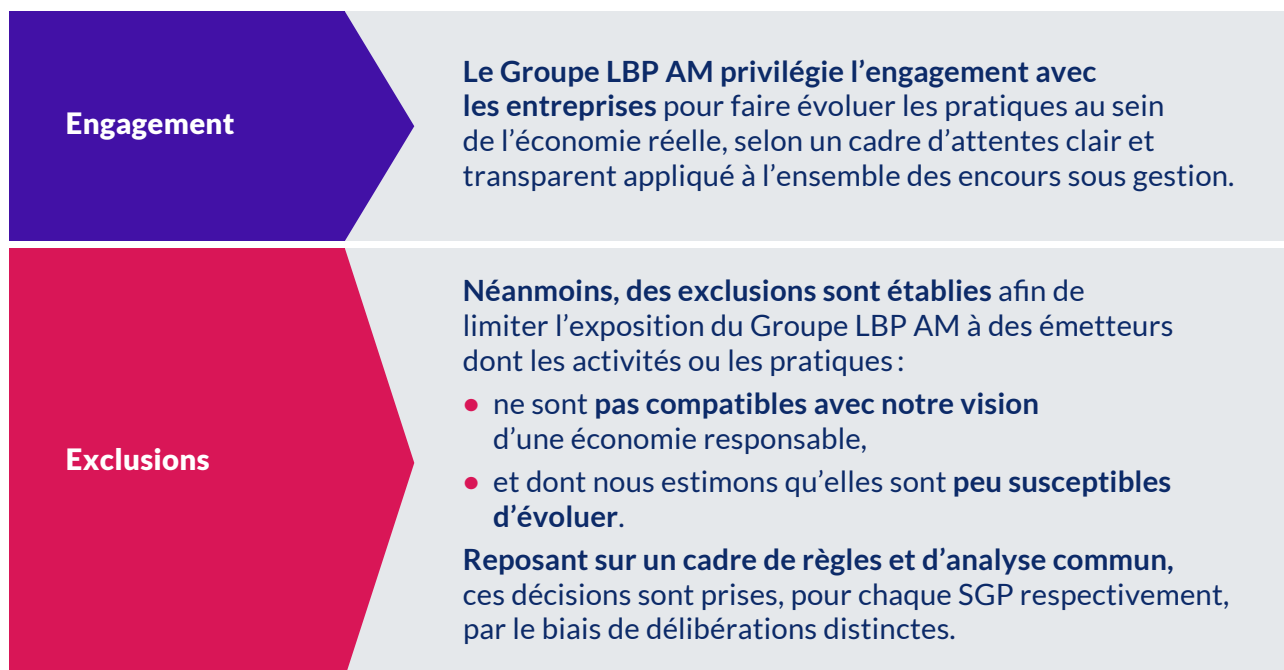 Engagement
Le Groupe LBP AM privilégie l’engagement avec
les entreprises pour faire évoluer les pratiques au sein
de l’économie réelle, selon un cadre d’attentes clair et
transparent appliqué à l’ensemble des encours sous gestion.
Exclusions
Néanmoins, des exclusions sont établies afin de
limiter l’exposition du Groupe LBP AM à des émetteurs
dont les activités ou les pratiques :
• ne sont pas compatibles avec notre vision
d’une économie responsable,
• et dont nous estimons qu’elles sont peu susceptibles
d’évoluer.
Reposant sur un cadre de règles et d’analyse commun,
ces décisions sont prises, pour chaque SGP respectivement,
par le biais de délibérations distinctes.